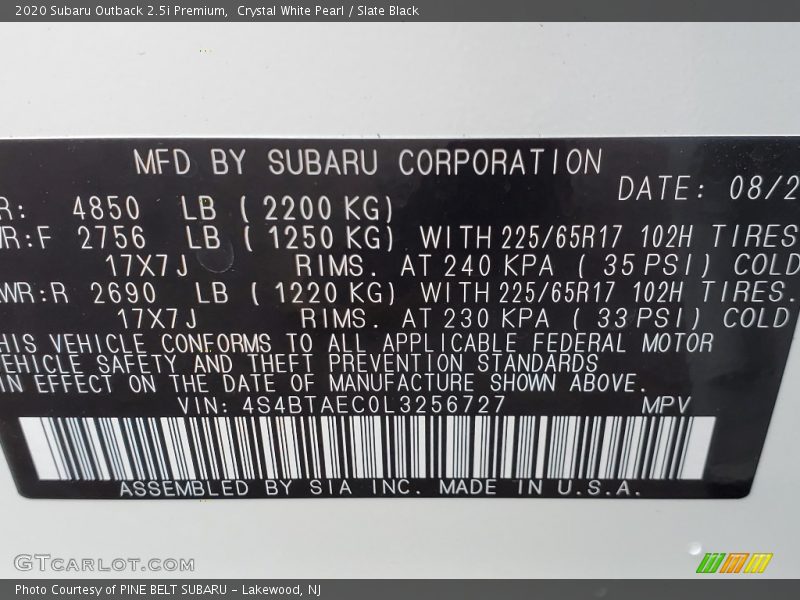 2020 Subaru Outback 2.5i Premium, Crystal White Pearl / Slate Black
MFD BY SUBARU CORPORATION
DATE: 08/2
R: 4850 LB ( 2200 KG)
WR:F 2756 LB ( 1250 KG) WITH 225/65R17 102H TIRES
17X7J RIMS. AT 240 KPA ( 35 PSI) COLD
AWR:R 2690 LB ( 1220 KG) WITH 225/65R17 102H TIRES.
17X7J RIMS. AT 230 KPA ( 33 PSI) COLD
HIS VEHICLE CONFORMS TO ALL APPLICABLE FEDERAL MOTOR
EHICLE SAFETY AND THEFT PREVENTION STANDARDS
IN EFFECT ON THE DATE OF MANUFACTURE SHOWN ABOVE.
VIN: 4S4BTAEC0L3256727 MPV
ASSEMBLED BY SIA INC. MADE IN U.S.A.
GTCARLOT.COM
Photo Courtesy of PINE BELT SUBARU - Lakewood, NJ